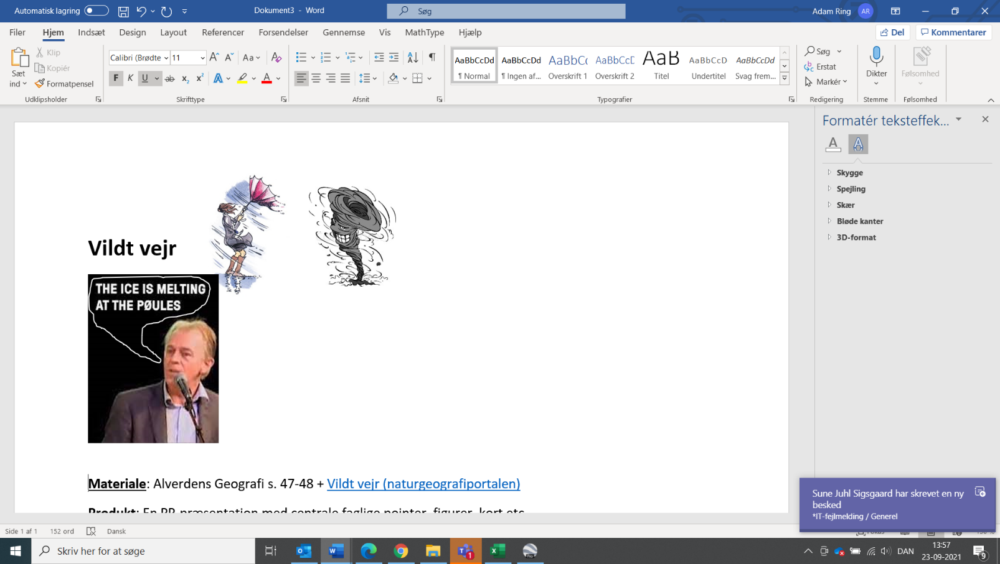 Automatisk lagring
Dokument3 - Word
Søg
Adam Ring
AR
Filer
Hjem
Indsæt
Design
Layout
Referencer
Forsendelser
Gennemse
Vis
MathType
Hjælp
Del
Kommentarer
Sæt
ind
Klip
Kopiér
Formatpensel
Udklipsholder
Calibri (Brødte
11
Aa
F K U ab x₂ x² A A
Skrifttype
Afsnit
AaBbCcDd
¶ Normal
AaBbCcDd
¶ Ingen af...
AaBbCc
Overskrift 1
AaBbCcD
Overskrift 2
AaB
Titel
AaBbCcD
Undertitel
AaBbCcDd
Svag frem...
Typografier
Søg
Erstat
Markér
Redigering
Dikter
Stemme
Følsomhed
Følsomhed
Formatér teksteffek...
Skygge
Spejling
Skær
Bløde kanter
3D-format
Vildt vejr
THE ICE IS MELTING
AT THE PØULES
Materiale: Alverdens Geografi s. 47-48 + Vildt vejr (naturgeografiportalen)
Produkt: En PP-præsentation med centrale faglige pointer, figurer, kort etc
Sune Juhl Sigsgaard har skrevet en ny
besked
*IT-fejlmelding / Generel
Side 1 af 1
152 ord
Dansk
Fokus
150 %
Skriv her for at søge
1
DAN
13:57
23-09-2021
9